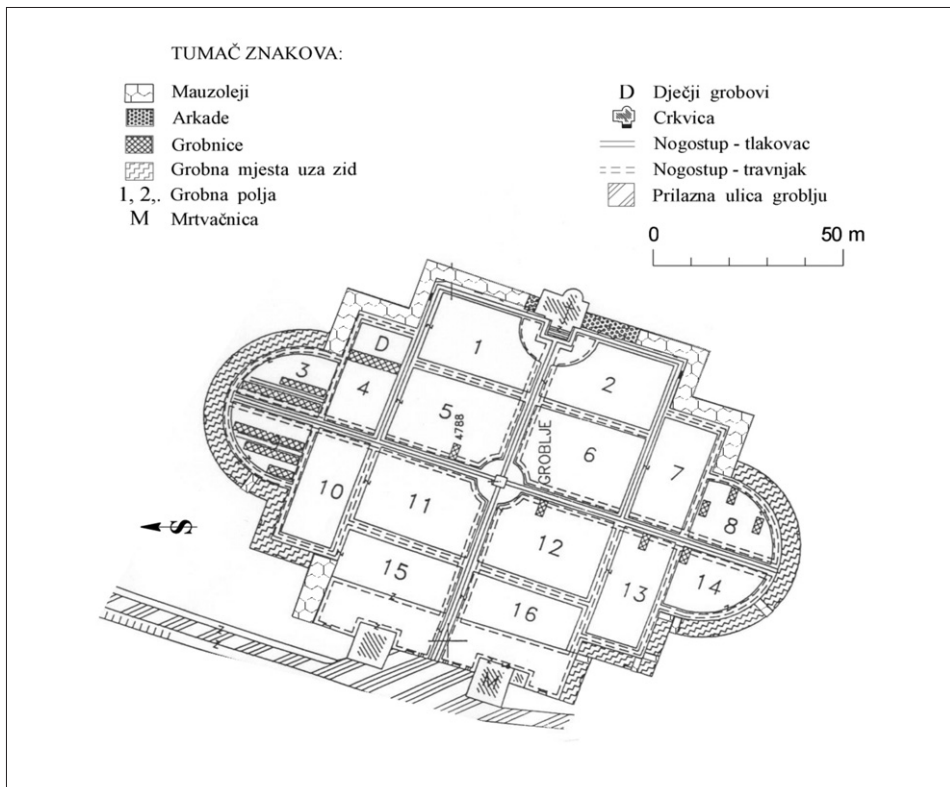 TUMAČ ZNAKOVA:
Mauzoleji
Arkade
Grobnice
Grobna mjesta uza zid
1, 2,. Grobna polja
M Mrtvačnica
D Dječji grobovi
Crkvica
Nogostup - tlakovac
Nogostup - travnjak
Prilazna ulica groblju
0 50 m
1
D
2
3
4
5
4788
GROBLJE
6
7
8
10
11
12
13
14
15
16
S
M